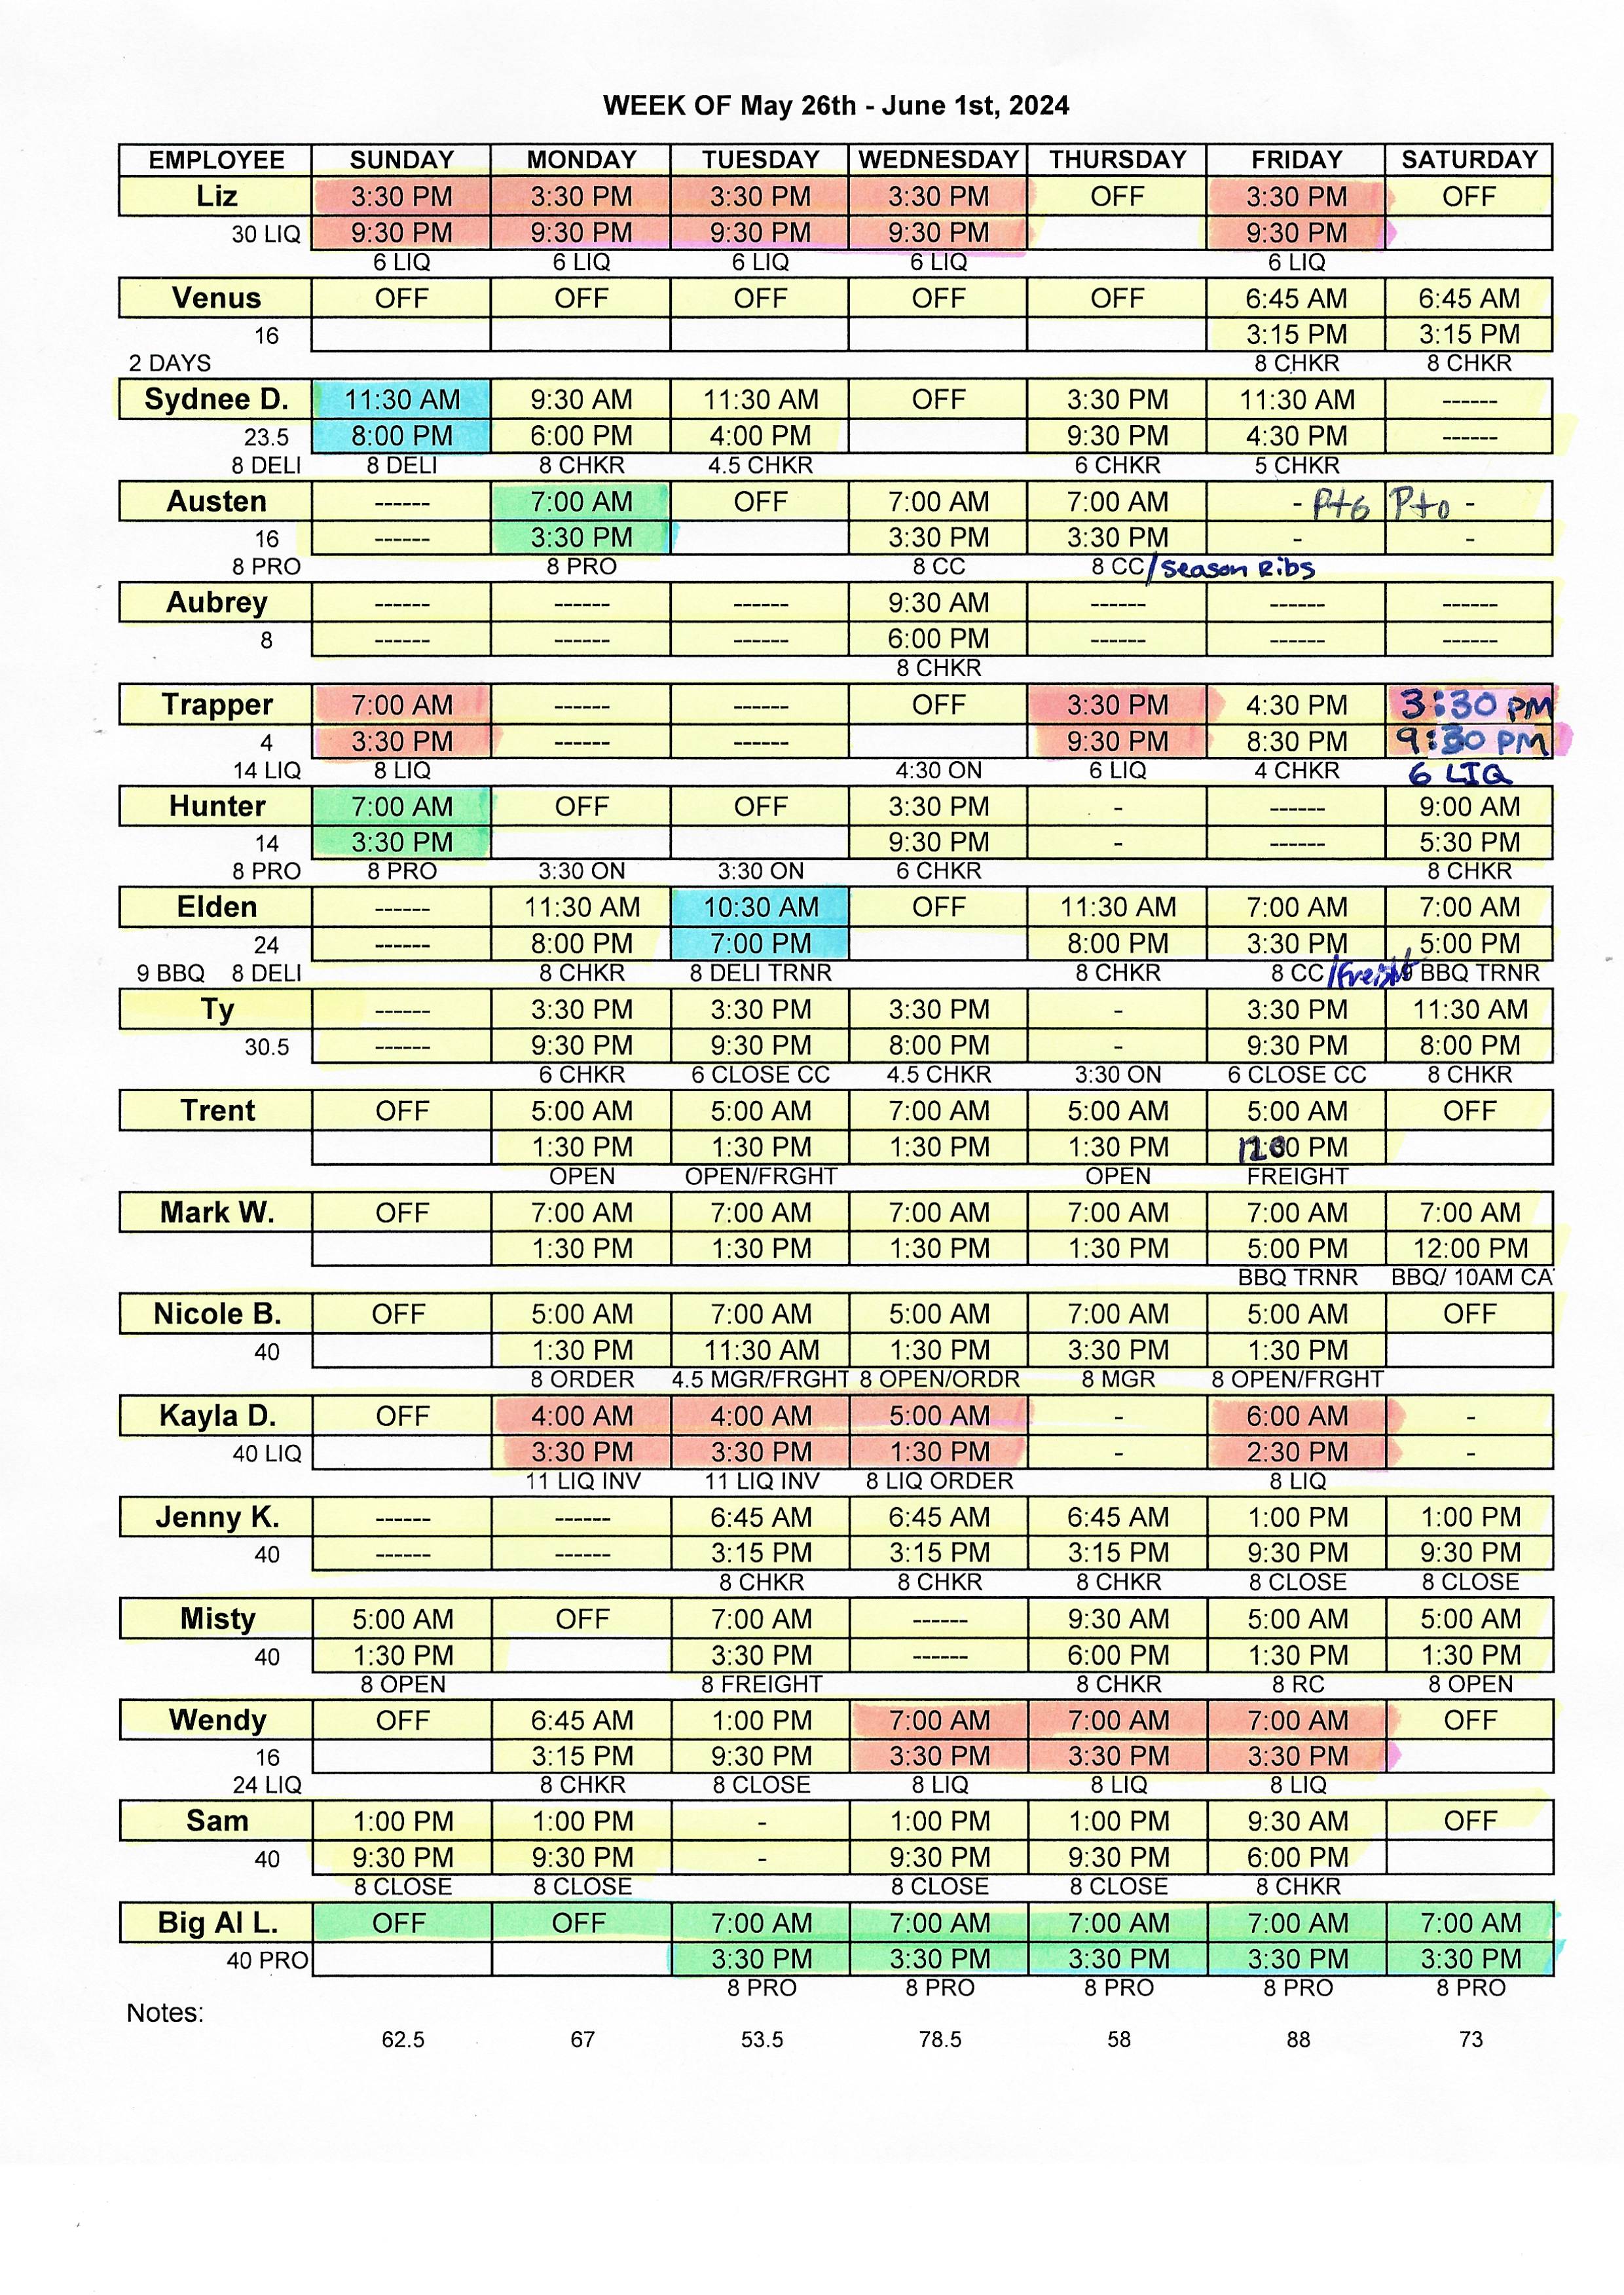 WEEK OF May 26th - June 1st, 2024
EMPLOYEE SUNDAY MONDAY TUESDAY WEDNESDAY THURSDAY FRIDAY SATURDAY
Liz 3:30 PM 3:30 PM 3:30 PM 3:30 PM OFF 3:30 PM OFF
30 LIQ 9:30 PM 9:30 PM 9:30 PM 9:30 PM 9:30 PM
6 LIQ 6 LIQ 6 LIQ 6 LIQ 6 LIQ
Venus OFF OFF OFF OFF OFF 6:45 AM 6:45 AM
16 3:15 PM 3:15 PM
2 DAYS 8 CHKR 8 CHKR
Sydnee D. 11:30 AM 9:30 AM 11:30 AM OFF 3:30 PM 11:30 AM ------
23.5 8:00 PM 6:00 PM 4:00 PM 9:30 PM 4:30 PM ------
8 DELI 8 DELI 8 CHKR 4.5 CHKR 6 CHKR 5 CHKR
Austen ------ 7:00 AM OFF 7:00 AM 7:00 AM - Pto -
16 ------ 3:30 PM 3:30 PM 3:30 PM - -
8 PRO 8 PRO 8 CC 8 CC /Season Ribs
Aubrey ------ ------ ------ 9:30 AM ------ ------ ------
8 ------ ------ ------ 6:00 PM ------ ------ ------
8 CHKR
Trapper 7:00 AM ------ ------ OFF 3:30 PM 4:30 PM 3:30 PM
4 3:30 PM ------ ------ 9:30 PM 8:30 PM 9:30 PM
14 LIQ 8 LIQ 4:30 ON 6 LIQ 4 CHKR 6 LIQ
Hunter 7:00 AM OFF OFF 3:30 PM - ------ 9:00 AM
14 3:30 PM 9:30 PM - ------ 5:30 PM
8 PRO 8 PRO 3:30 ON 3:30 ON 6 CHKR 8 CHKR
Elden ------ 11:30 AM 10:30 AM OFF 11:30 AM 7:00 AM 7:00 AM
24 ------ 8:00 PM 7:00 PM 8:00 PM 3:30 PM 5:00 PM
9 BBQ 8 DELI 8 CHKR 8 DELI TRNR 8 CHKR 8 CC /Freight 9 BBQ TRNR
Ty ------ 3:30 PM 3:30 PM 3:30 PM - 3:30 PM 11:30 AM
30.5 ------ 9:30 PM 9:30 PM 8:00 PM - 9:30 PM 8:00 PM
6 CHKR 6 CLOSE CC 4.5 CHKR 3:30 ON 6 CLOSE CC 8 CHKR
Trent OFF 5:00 AM 5:00 AM 7:00 AM 5:00 AM 5:00 AM OFF
1:30 PM 1:30 PM 1:30 PM 1:30 PM PM
OPEN OPEN/FRGHT OPEN FREIGHT
Mark W. OFF 7:00 AM 7:00 AM 7:00 AM 7:00 AM 7:00 AM 7:00 AM
1:30 PM 1:30 PM 1:30 PM 1:30 PM 5:00 PM 12:00 PM
BBQ TRNR BBQ/ 10AM CA
Nicole B. OFF 5:00 AM 7:00 AM 5:00 AM 7:00 AM 5:00 AM OFF
40 1:30 PM 11:30 AM 1:30 PM 3:30 PM 1:30 PM
8 ORDER 4.5 MGR/FRGHT 8 OPEN/ORDR 8 MGR 8 OPEN/FRGHT
Kayla D. OFF 4:00 AM 4:00 AM 5:00 AM - 6:00 AM -
40 LIQ 3:30 PM 3:30 PM 1:30 PM - 2:30 PM -
11 LIQ INV 11 LIQ INV 8 LIQ ORDER 8 LIQ
Jenny K. ------ ------ 6:45 AM 6:45 AM 6:45 AM 1:00 PM 1:00 PM
40 ------ ------ 3:15 PM 3:15 PM 3:15 PM 9:30 PM 9:30 PM
8 CHKR 8 CHKR 8 CHKR 8 CLOSE 8 CLOSE
Misty 5:00 AM OFF 7:00 AM ------ 9:30 AM 5:00 AM 5:00 AM
40 1:30 PM 3:30 PM ------ 6:00 PM 1:30 PM 1:30 PM
8 OPEN 8 FREIGHT 8 CHKR 8 RC 8 OPEN
Wendy OFF 6:45 AM 1:00 PM 7:00 AM 7:00 AM 7:00 AM OFF
16 3:15 PM 9:30 PM 3:30 PM 3:30 PM 3:30 PM
24 LIQ 8 CHKR 8 CLOSE 8 LIQ 8 LIQ 8 LIQ
Sam 1:00 PM 1:00 PM - 1:00 PM 1:00 PM 9:30 AM OFF
40 9:30 PM 9:30 PM - 9:30 PM 9:30 PM 6:00 PM
8 CLOSE 8 CLOSE 8 CLOSE 8 CLOSE 8 CHKR
Big Al L. OFF OFF 7:00 AM 7:00 AM 7:00 AM 7:00 AM 7:00 AM
40 PRO 3:30 PM 3:30 PM 3:30 PM 3:30 PM 3:30 PM
8 PRO 8 PRO 8 PRO 8 PRO 8 PRO
Notes:
62.5 67 53.5 78.5 58 88 73